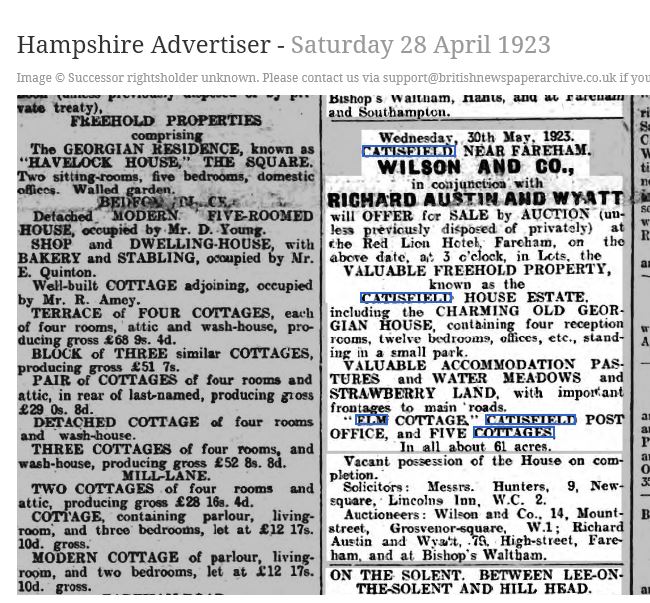 Hampshire Advertiser - Saturday 28 April 1923
Image © Successor rightsholder unknown. Please contact us via support@britishnewspaperarchive.co.uk if you
vate treaty),
FREEHOLD PROPERTIES
comprising
The GEORGIAN RESIDENCE, known as
"HAVELOCK HOUSE," THE SQUARE.
Two sitting-rooms, five bedrooms, domestic
offices. Walled garden.
Detached MODERN FIVE-ROOMED
HOUSE, occupied by Mr. D. Young.
SHOP and DWELLING-HOUSE, with
BAKERY and STABLING, occupied by Mr.
E. Quinton.
Well-built COTTAGE adjoining, occupied
by Mr. R. Amey.
TERRACE of FOUR COTTAGES, each
of four rooms, attic and wash-house, pro-
ducing gross £68 9s. 4d.
BLOCK of THREE similar COTTAGES,
producing gross £51 7s.
PAIR of COTTAGES of four rooms and
attic, in rear of last-named, producing gross
£29 0s. 8d.
DETACHED COTTAGE of four rooms
and wash-house.
THREE COTTAGES of four rooms, and
wash-house, producing gross £52 8s. 8d.
MILL-LANE.
TWO COTTAGES of four rooms and
attic, producing gross £28 16s. 4d.
COTTAGE, containing parlour, living-
room, and three bedrooms, let at £12 17s.
10d. gross.
MODERN COTTAGE of parlour, living-
room, and two bedrooms, let at £12 17s.
10d. gross.
Bishop's Waltham, Hants, and at Fareham
and Southampton.
Wednesday, 30th May, 1923.
CATISFIELD, NEAR FAREHAM.
WILSON AND CO.,
in conjunction with
RICHARD AUSTIN AND WYATT
will OFFER for SALE by AUCTION (un-
less previously disposed of privately) at
the Red Lion Hotel, Fareham, on the
above date, at 3 o'clock, in Lots, the
VALUABLE FREEHOLD PROPERTY,
known as the
CATISFIELD HOUSE ESTATE,
including the CHARMING OLD GEOR-
GIAN HOUSE, containing four reception
rooms, twelve bedrooms, offices, etc., stand-
ing in a small park.
VALUABLE ACCOMMODATION PAS-
TURES and WATER MEADOWS and
STRAWBERRY LAND, with important
frontages to main roads.
"ELM COTTAGE," CATISFIELD POST
OFFICE, and FIVE COTTAGES.
In all about 61 acres.
Vacant possession of the House on com-
pletion.
Solicitors: Messrs. Hunters, 9, New-
square, Lincolns Inn, W.C. 2.
Auctioneers: Wilson and Co., 14, Mount-
street, Grosvenor-square, W.1; Richard
Austin and Wyatt, 79, High-street, Fare-
ham, and at Bishop's Waltham.
ON THE SOLENT. BETWEEN LEE-ON-
THE-SOLENT AND HILL HEAD.